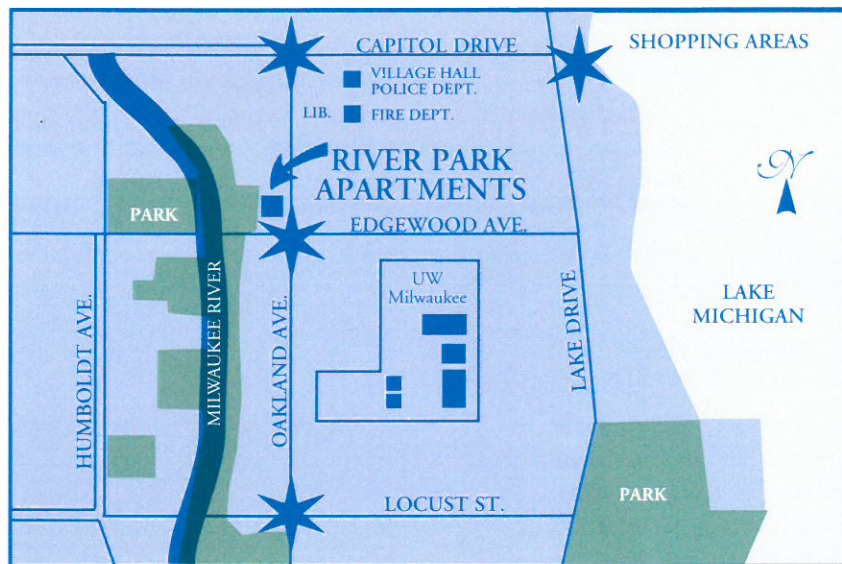 CAPITOL DRIVE
SHOPPING AREAS
VILLAGE HALL
POLICE DEPT.
LIB.
FIRE DEPT.
RIVER PARK
APARTMENTS
N
PARK
EDGEWOOD AVE.
UW
Milwaukee
LAKE
MICHIGAN
HUMBOLDT AVE.
MILWAUKEE RIVER
OAKLAND AVE.
LAKE DRIVE
LOCUST ST.
PARK